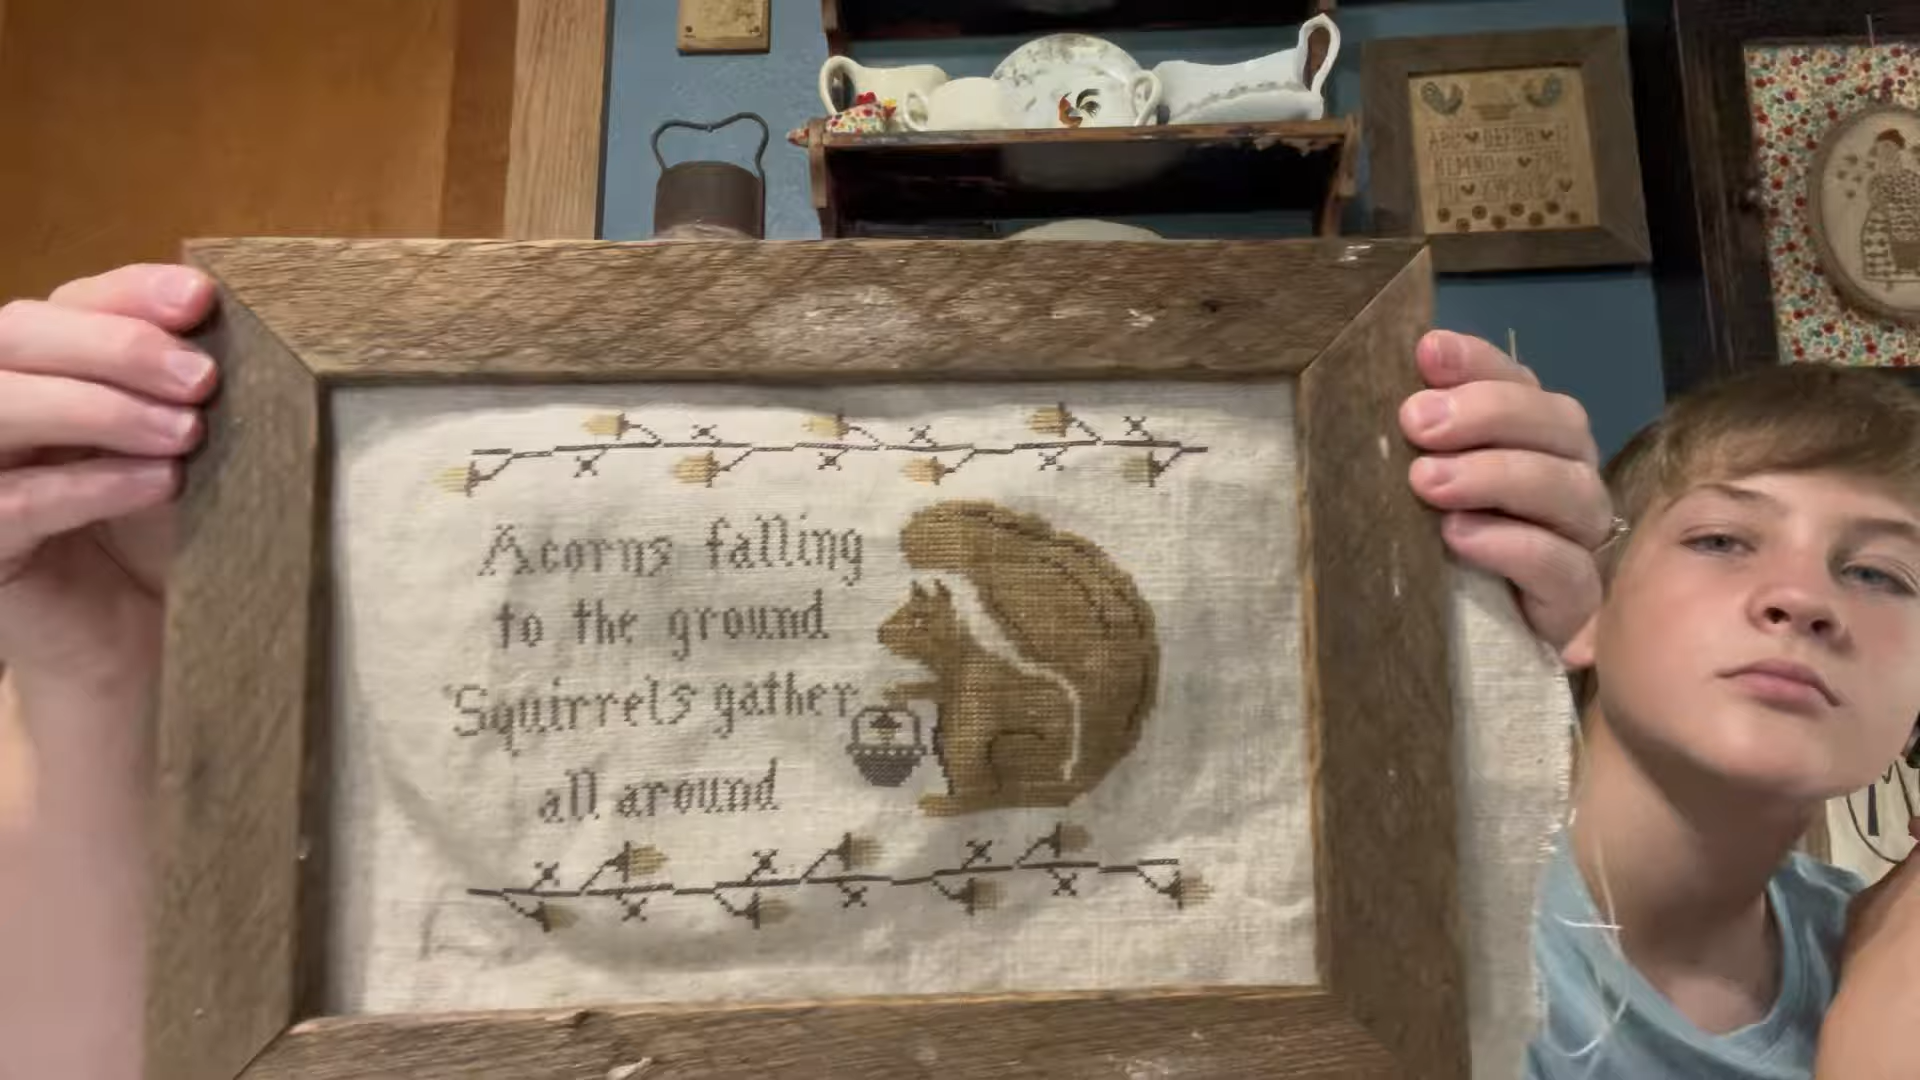 Acorns falling
to the ground
Squirrels gather
all around